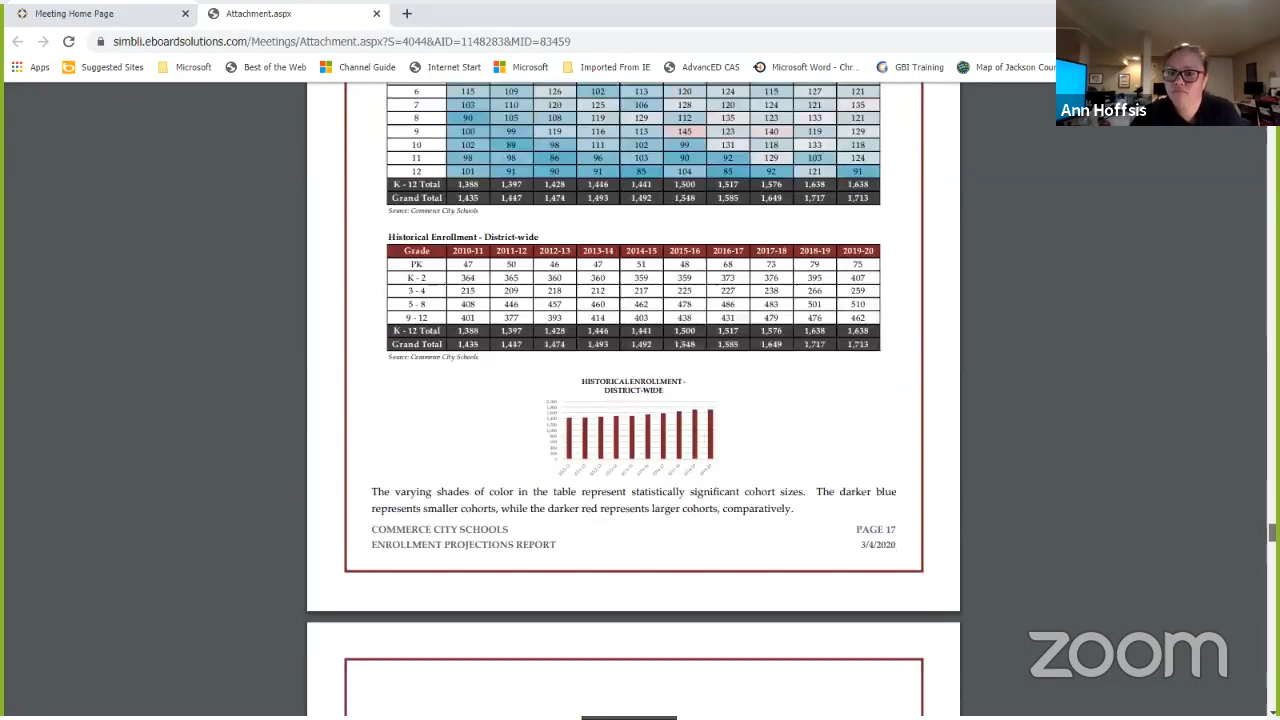 Meeting Home Page
Attachment.aspx
simbli.eboardsolutions.com/Meetings/Attachment.aspx?S=4044&AID=1148283&MID=83459
Apps Suggested Sites Microsoft Best of the Web Channel Guide Internet Start Microsoft Imported From IE AdvancED CAS Microsoft Word - Chr... GBI Training Map of Jackson Cour
Ann Hoffsis
6 115 109 126 102 113 120 124 115 127 121
7 103 110 120 125 106 128 120 124 121 135
8 90 105 108 119 129 112 135 123 133 121
9 100 99 119 116 113 145 123 140 119 129
10 102 89 98 111 102 99 131 118 133 118
11 98 98 86 96 103 90 92 129 103 124
12 101 91 90 91 85 104 85 92 121 91
K - 12 Total 1,388 1,397 1,428 1,446 1,441 1,500 1,517 1,576 1,638 1,638
Grand Total 1,435 1,447 1,474 1,493 1,492 1,548 1,585 1,649 1,717 1,713
Source: Commerce City Schools
Historical Enrollment - District-wide
Grade 2010-11 2011-12 2012-13 2013-14 2014-15 2015-16 2016-17 2017-18 2018-19 2019-20
PK 47 50 46 47 51 48 68 73 79 75
K - 2 364 365 360 360 359 359 373 376 395 407
3 - 4 215 209 218 212 217 225 227 238 266 259
5 - 8 408 446 457 460 462 478 486 483 501 510
9 - 12 401 377 393 414 403 438 431 479 476 462
K - 12 Total 1,388 1,397 1,428 1,446 1,441 1,500 1,517 1,576 1,638 1,638
Grand Total 1,435 1,447 1,474 1,493 1,492 1,548 1,585 1,649 1,717 1,713
Source: Commerce City Schools
HISTORICAL ENROLLMENT -
DISTRICT-WIDE
The varying shades of color in the table represent statistically significant cohort sizes. The darker blue
represents smaller cohorts, while the darker red represents larger cohorts, comparatively.
COMMERCE CITY SCHOOLS PAGE 17
ENROLLMENT PROJECTIONS REPORT 3/4/2020
zoom